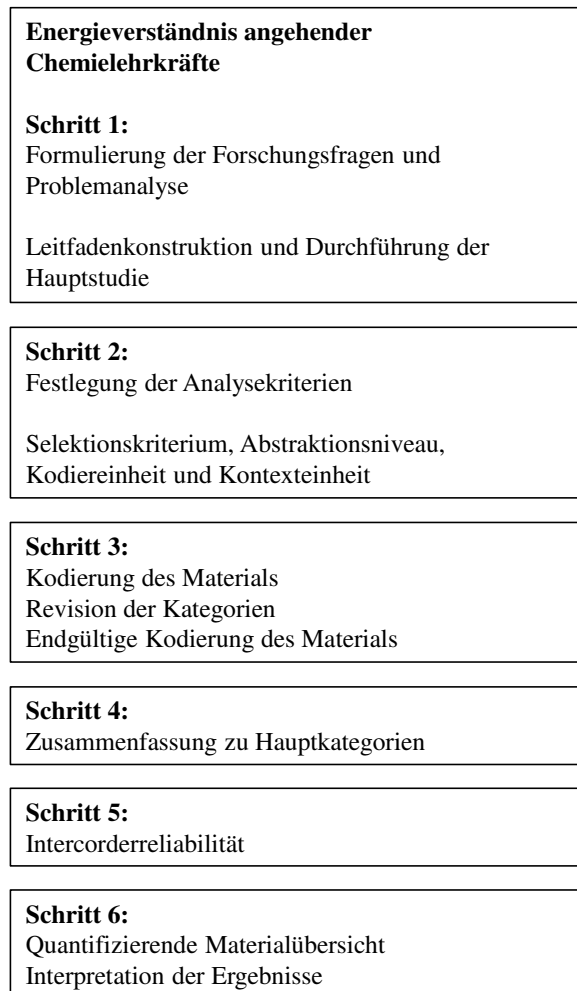 Energieverständnis angehender
Chemielehrkräfte
Schritt 1:
Formulierung der Forschungsfragen und
Problemanalyse
Leitfadenkonstruktion und Durchführung der
Hauptstudie
Schritt 2:
Festlegung der Analysekriterien
Selektionskriterium, Abstraktionsniveau,
Kodiereinheit und Kontexteinheit
Schritt 3:
Kodierung des Materials
Revision der Kategorien
Endgültige Kodierung des Materials
Schritt 4:
Zusammenfassung zu Hauptkategorien
Schritt 5:
Intercorderreliabilität
Schritt 6:
Quantifizierende Materialübersicht
Interpretation der Ergebnisse